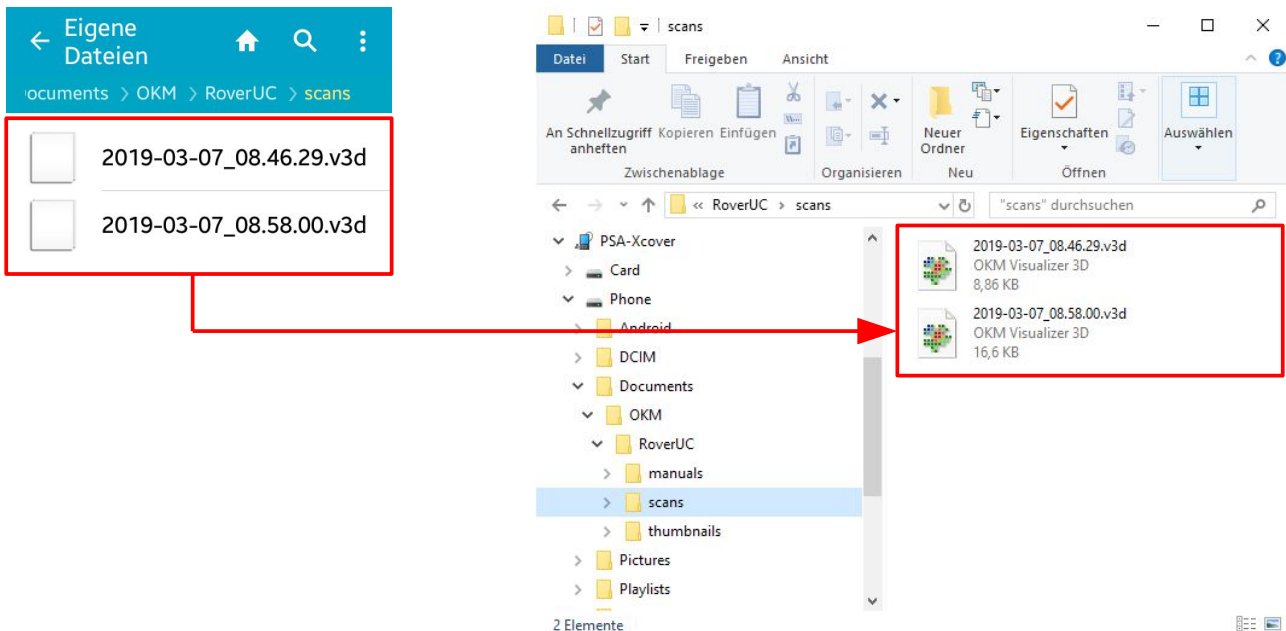 Eigene
Dateien
ocuments > OKM > RoverUC > scans
2019-03-07_08.46.29.v3d
2019-03-07_08.58.00.v3d
scans
Datei Start Freigeben Ansicht
An Schnellzugriff
anheften
Kopieren
Einfügen
Neuer
Ordner
Eigenschaften
Auswählen
Zwischenablage Organisieren Neu Öffnen
« RoverUC > scans
"scans" durchsuchen
PSA-Xcover
Card
Phone
Android
DCIM
Documents
OKM
RoverUC
manuals
scans
thumbnails
Pictures
Playlists
2019-03-07_08.46.29.v3d
OKM Visualizer 3D
8,86 KB
2019-03-07_08.58.00.v3d
OKM Visualizer 3D
16,6 KB
2 Elemente